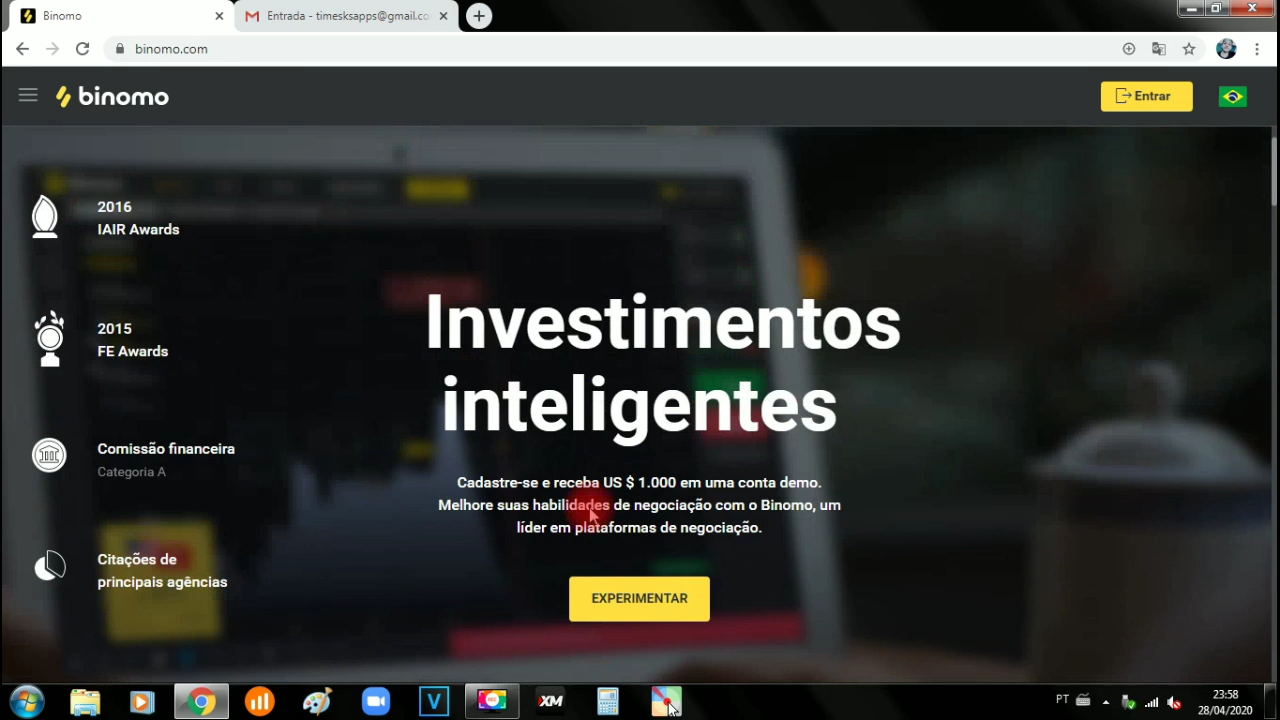 Binomo
Entrada - timesksapps@gmail.co
binomo.com
binomo
Entrar
2016
IAIR Awards
2015
FE Awards
Comissão financeira
Categoria A
Citações de
principais agências
Investimentos
inteligentes
Cadastre-se e receba US $ 1.000 em uma conta demo.
Melhore suas habilidades de negociação com o Binomo, um
líder em plataformas de negociação.
EXPERIMENTAR
V
XM
PT
23:58
28/04/2020